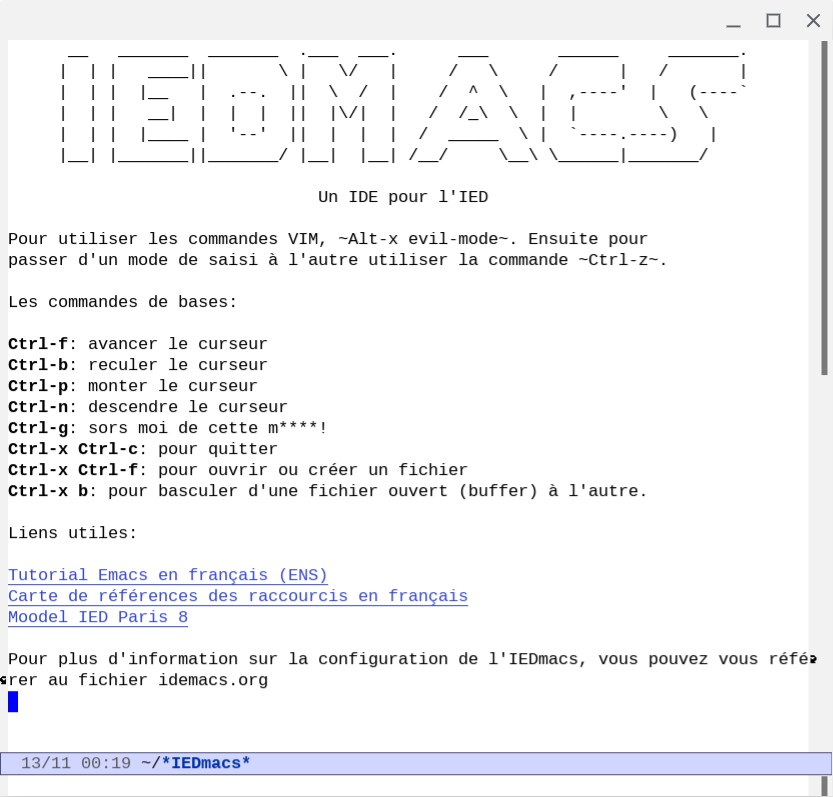 IEDMACS
Un IDE pour l'IED
Pour utiliser les commandes VIM, ~Alt-x evil-mode~. Ensuite pour
passer d'un mode de saisi à l'autre utiliser la commande ~Ctrl-z~.
Les commandes de bases:
Ctrl-f: avancer le curseur
Ctrl-b: reculer le curseur
Ctrl-p: monter le curseur
Ctrl-n: descendre le curseur
Ctrl-g: sors moi de cette m****!
Ctrl-x Ctrl-c: pour quitter
Ctrl-x Ctrl-f: pour ouvrir ou créer un fichier
Ctrl-x b: pour basculer d'une fichier ouvert (buffer) à l'autre.
Liens utiles:
Tutorial Emacs en français (ENS)
Carte de références des raccourcis en français
Moodel IED Paris 8
Pour plus d'information sur la configuration de l'IEDmacs, vous pouvez vous réfé
rer au fichier idemacs.org
13/11 00:19 ~/*IEDmacs*